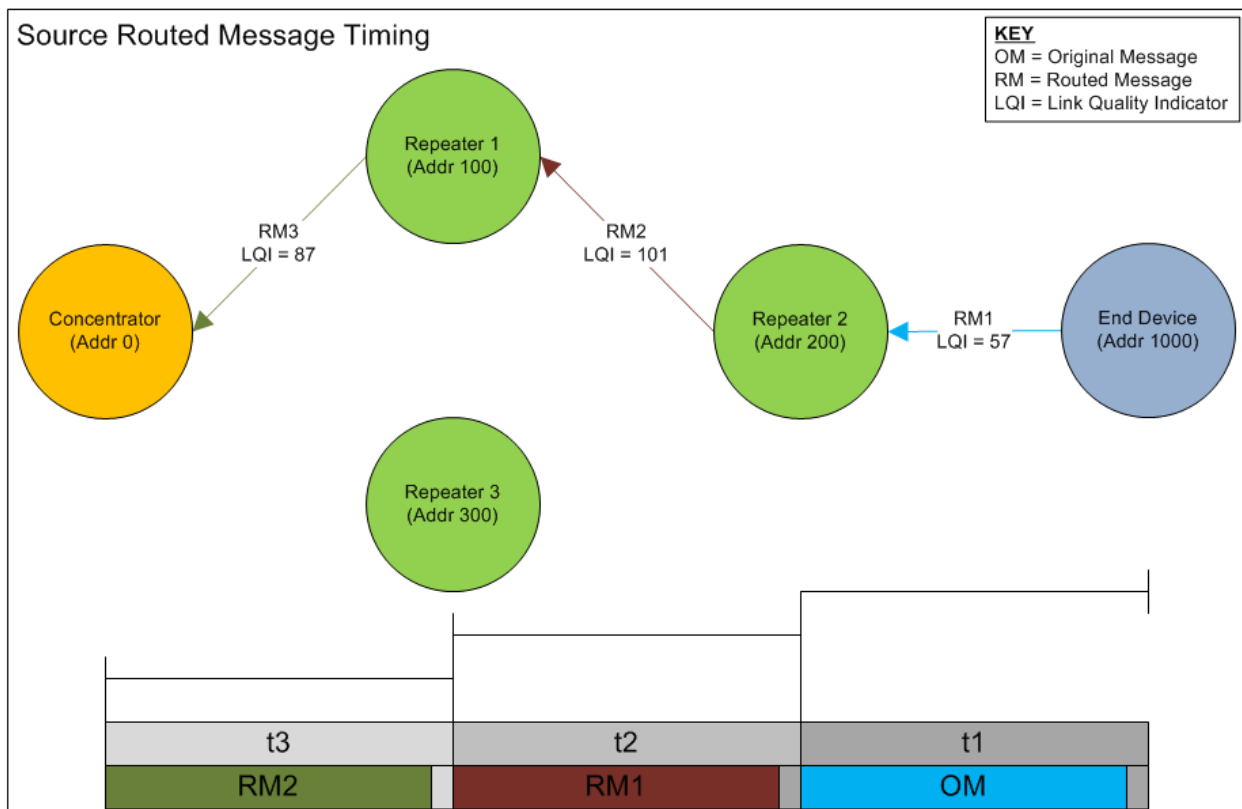 Source Routed Message Timing
KEY
OM = Original Message
RM = Routed Message
LQI = Link Quality Indicator
Repeater 1
(Addr 100)
RM3
LQI = 87
RM2
LQI = 101
Concentrator
(Addr 0)
Repeater 2
(Addr 200)
RM1
LQI = 57
End Device
(Addr 1000)
Repeater 3
(Addr 300)
t3
t2
t1
RM2
RM1
OM